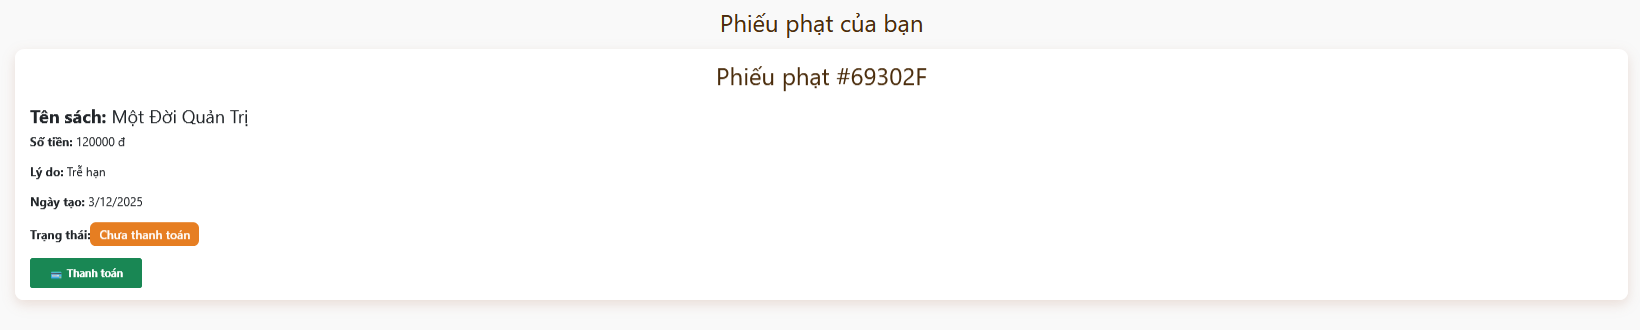 Phiếu phạt của bạn
Phiếu phạt #69302F
Tên sách: Một Đời Quản Trị
Số tiền: 120000 đ
Lý do: Trễ hạn
Ngày tạo: 3/12/2025
Trạng thái: Chưa thanh toán
Thanh toán